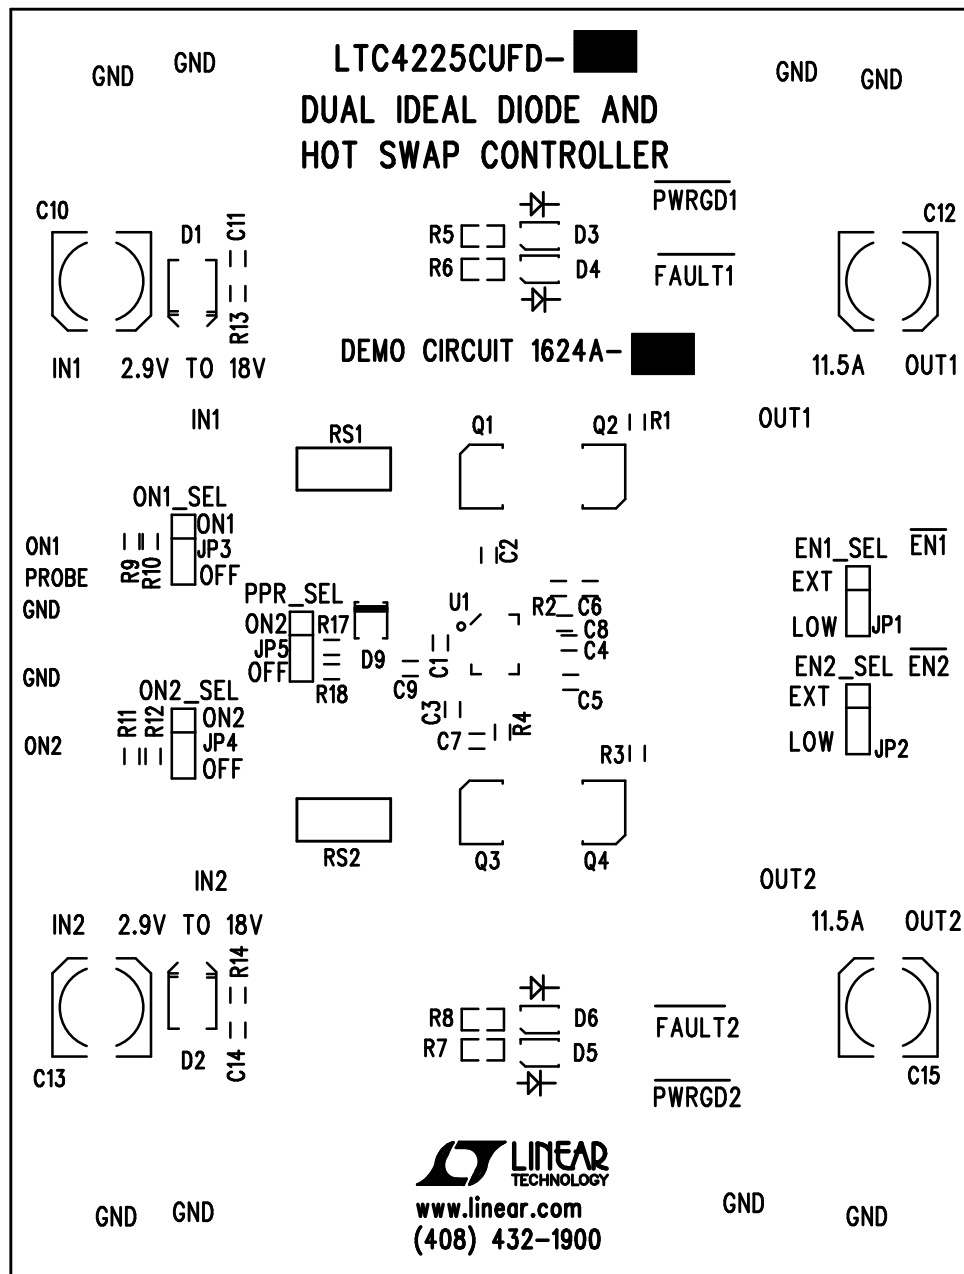 LTC4225CUFD-
GND
GND
GND
GND
DUAL IDEAL DIODE AND
HOT SWAP CONTROLLER
PWRGD1
C10
D1
C11
R5
D3
R6
D4
FAULT1
C12
R13
DEMO CIRCUIT 1624A-
IN1 2.9V TO 18V
11.5A OUT1
IN1
RS1
Q1
Q2
R1
OUT1
ON1_SEL
ON1
JP3
OFF
R9
R10
ON1
PROBE
GND
C2
EN1_SEL
EN1
EXT
LOW
JP1
PPR_SEL
ON2
JP5
OFF
R17
R18
D9
U1
C1
C9
R2
C6
C8
C4
C5
GND
EN2_SEL
EN2
EXT
LOW
JP2
ON2_SEL
ON2
JP4
OFF
R11
R12
ON2
C3
C7
R4
R3
RS2
Q3
Q4
IN2
OUT2
IN2 2.9V TO 18V
11.5A OUT2
R14
C13
D2
C14
R8
D6
R7
D5
FAULT2
C15
PWRGD2
LINEAR
TECHNOLOGY
www.linear.com
(408) 432-1900
GND
GND
GND
GND